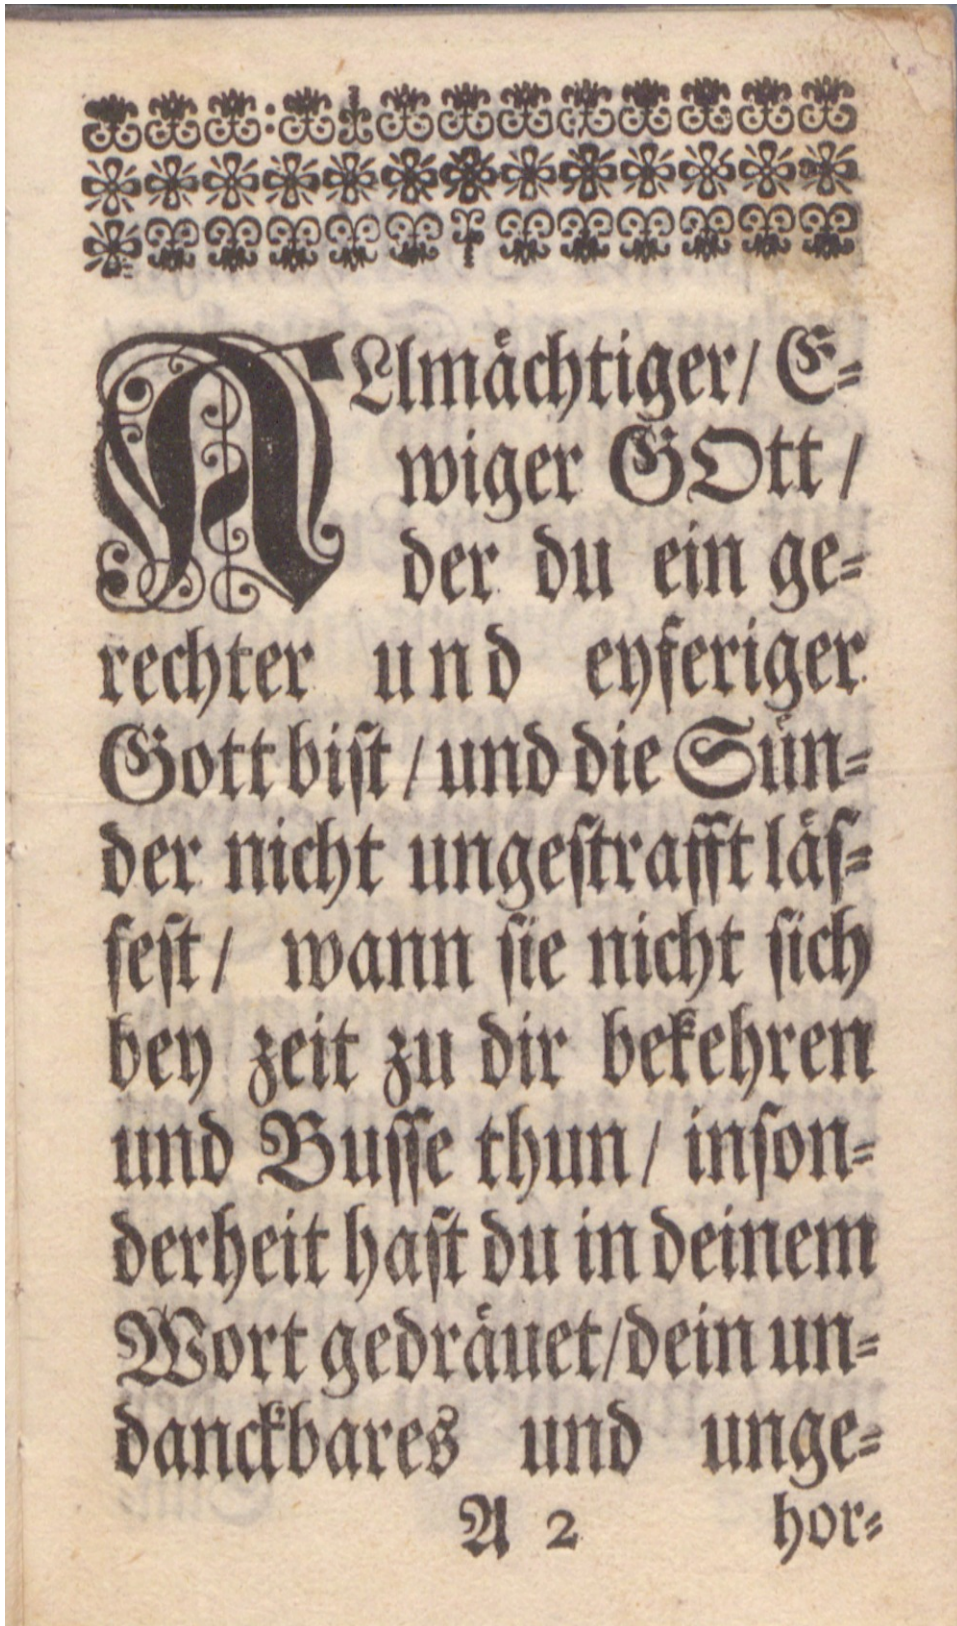 ALlmächtiger/ E-
wiger GOtt /
der du ein ge-
rechter und eyferiger
Gott bist / und die Sün-
der nicht ungestrafft läs-
sest / wann sie nicht sich
bey zeit zu dir bekehren
und Busse thun / inson-
derheit hast du in deinem
Wort gedräuet/dein un-
danckbares und unge-
A 2 hor-